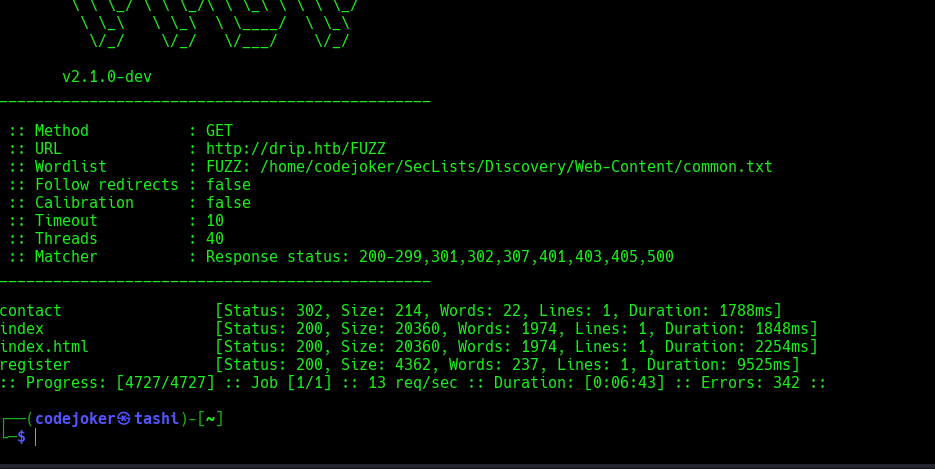 \ \ \_/ \ \ \_/\ \ \_\ \ \ \ \_/
\ \_\   \ \_\  \ \____/  \ \_\
\/_/    \/_/   \/___/    \/_/
v2.1.0-dev
________________________________________________
:: Method           : GET
:: URL              : http://drip.htb/FUZZ
:: Wordlist         : FUZZ: /home/codejoker/SecLists/Discovery/Web-Content/common.txt
:: Follow redirects : false
:: Calibration      : false
:: Timeout          : 10
:: Threads          : 40
:: Matcher          : Response status: 200-299,301,302,307,401,403,405,500
________________________________________________
contact                 [Status: 302, Size: 214, Words: 22, Lines: 1, Duration: 1788ms]
index                   [Status: 200, Size: 20360, Words: 1974, Lines: 1, Duration: 1848ms]
index.html              [Status: 200, Size: 20360, Words: 1974, Lines: 1, Duration: 2254ms]
register                [Status: 200, Size: 4362, Words: 237, Lines: 1, Duration: 9525ms]
:: Progress: [4727/4727] :: Job [1/1] :: 13 req/sec :: Duration: [0:06:43] :: Errors: 342 ::
┌──(codejoker㉿tashi)-[~]
└─$